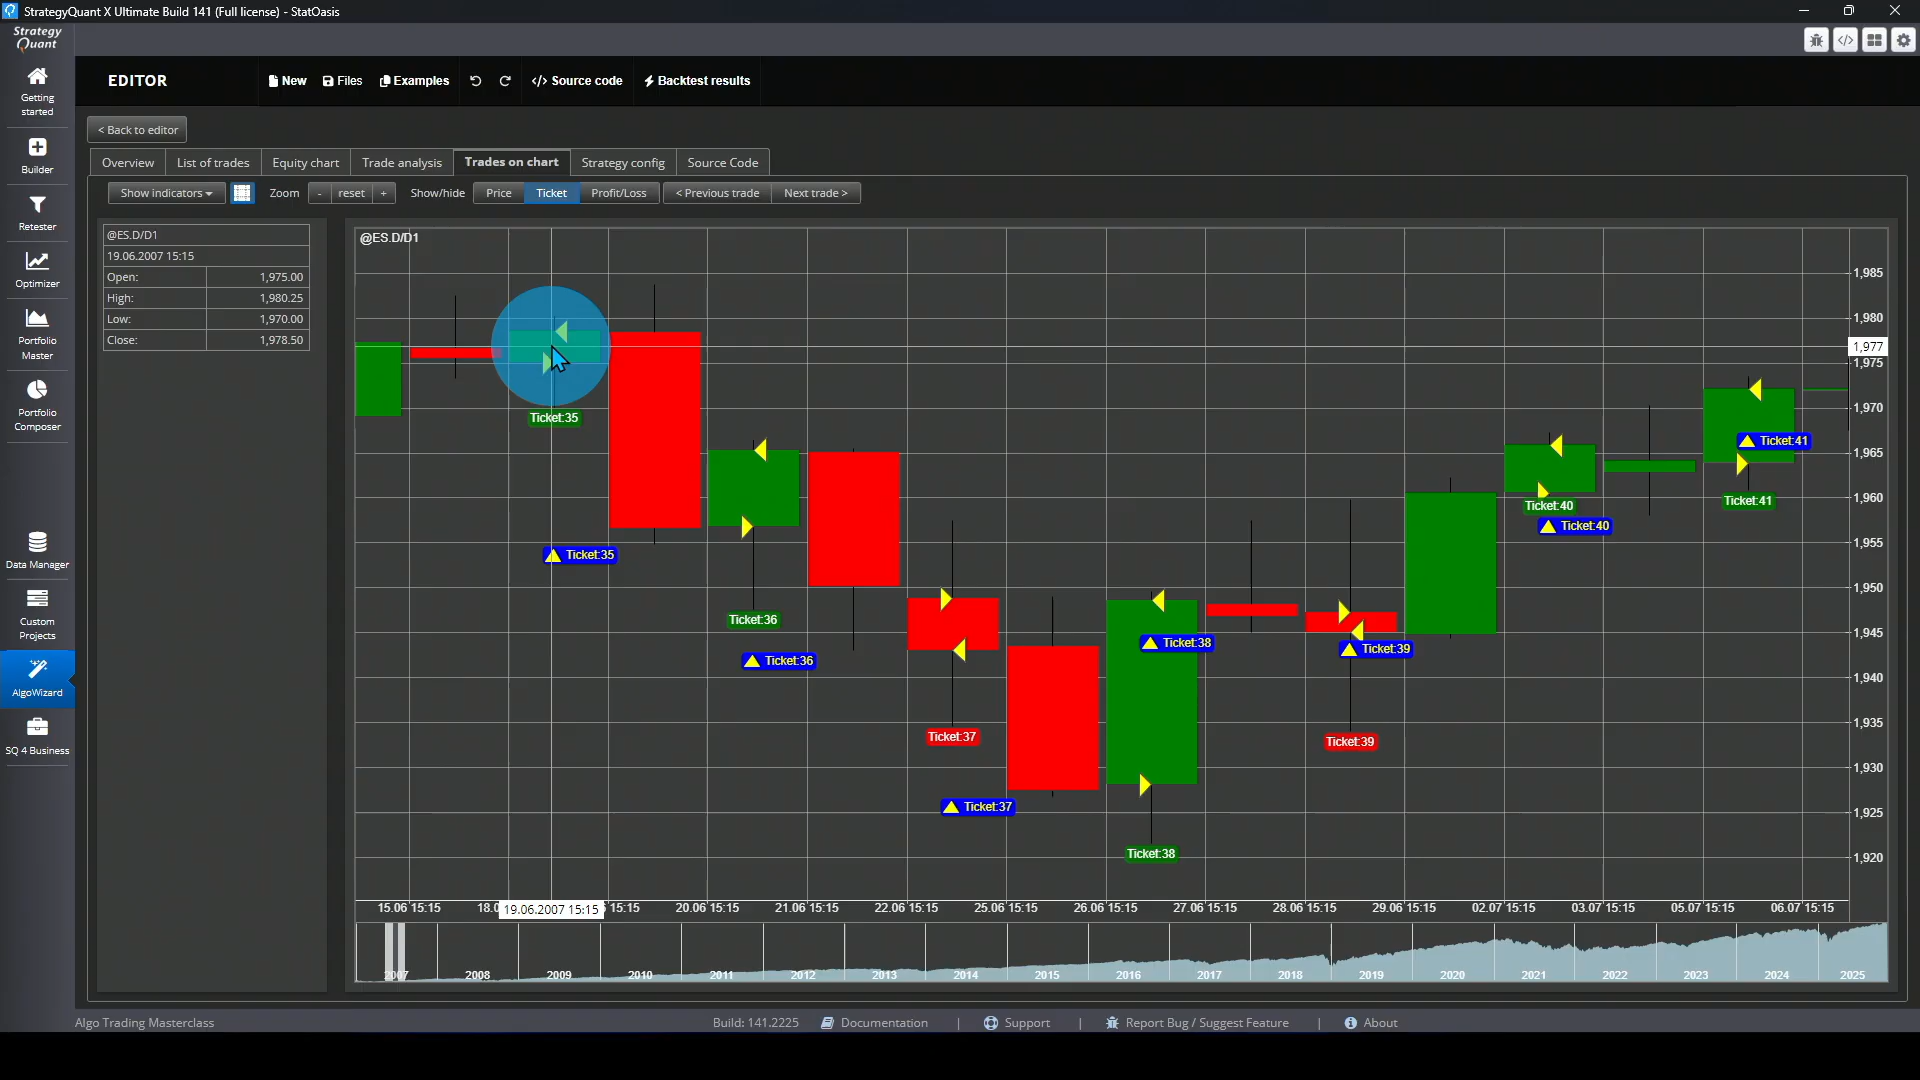 StrategyQuant X Ultimate Build 141 (Full license) - StatOasis
Strategy
Quant
Getting
started
Builder
Retester
Optimizer
Portfolio
Master
Portfolio
Composer
Data Manager
Custom
Projects
AlgoWizard
SQ 4 Business
EDITOR
New
Files
Examples
</> Source code
Backtest results
< Back to editor
Overview
List of trades
Equity chart
Trade analysis
Trades on chart
Strategy config
Source Code
Show indicators
Zoom
-
reset
+
Show/hide
Price
Ticket
Profit/Loss
< Previous trade
Next trade >
@ES.D/D1
19.06.2007 15:15
Open: 1,975.00
High: 1,980.25
Low: 1,970.00
Close: 1,978.50
@ES.D/D1
1,985
1,980
1,977
1,975
1,970
1,965
1,960
1,955
1,950
1,945
1,940
1,935
1,930
1,925
1,920
Ticket:35
Ticket:35
Ticket:36
Ticket:36
Ticket:37
Ticket:37
Ticket:38
Ticket:38
Ticket:39
Ticket:39
Ticket:40
Ticket:40
Ticket:41
Ticket:41
15.06 15:15
18.0
19.06.2007 15:15
15:15
20.06 15:15
21.06 15:15
22.06 15:15
25.06 15:15
26.06 15:15
27.06 15:15
28.06 15:15
29.06 15:15
02.07 15:15
03.07 15:15
05.07 15:15
06.07 15:15
2007 2008 2009 2010 2011 2012 2013 2014 2015 2016 2017 2018 2019 2020 2021 2022 2023 2024 2025
Algo Trading Masterclass
Build: 141.2225
Documentation
|
Support
|
Report Bug / Suggest Feature
|
About